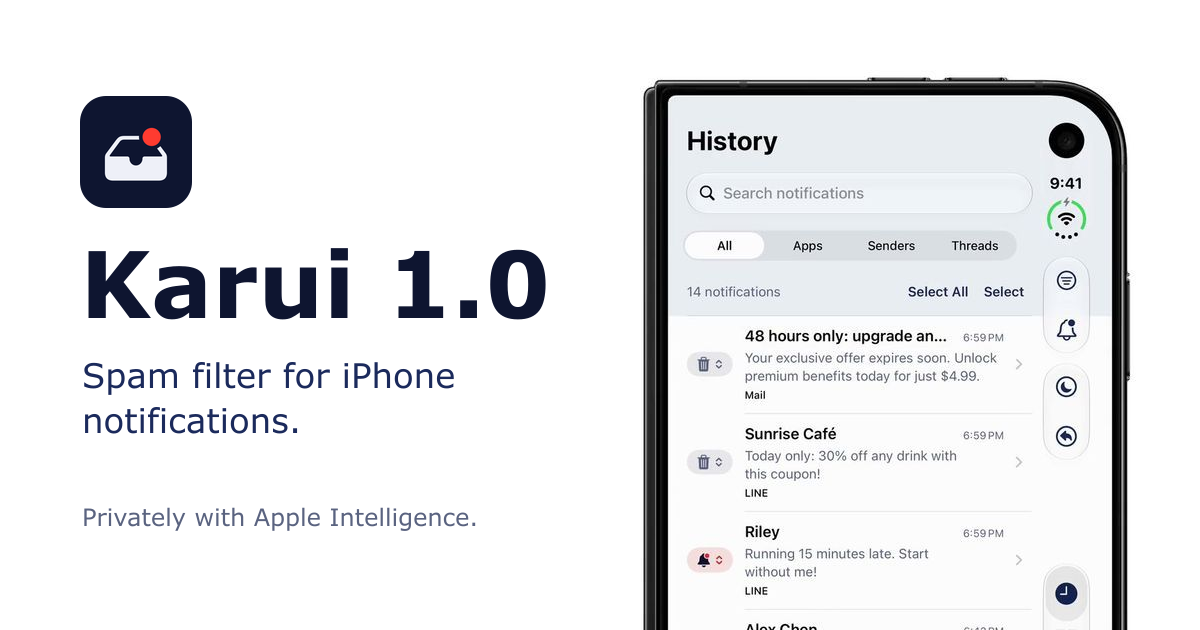 Karui 1.0
Spam filter for iPhone
notifications.
Privately with Apple Intelligence.
History
9:41
Search notifications
All Apps Senders Threads
14 notifications Select All Select
48 hours only: upgrade an... 6:59 PM
Your exclusive offer expires soon. Unlock
premium benefits today for just $4.99.
Mail
Sunrise Café 6:59 PM
Today only: 30% off any drink with
this coupon!
LINE
Riley 6:59 PM
Running 15 minutes late. Start
without me!
LINE